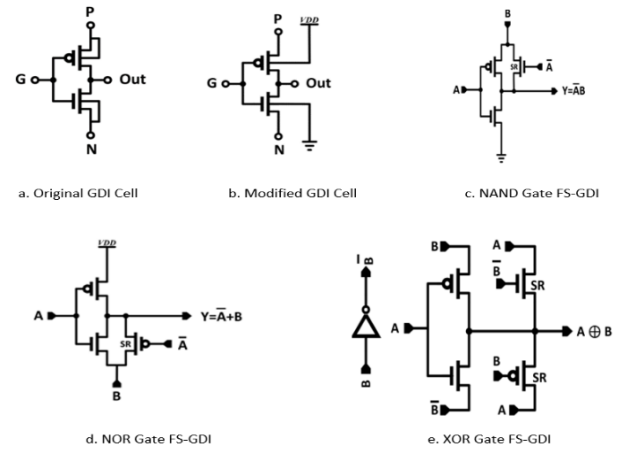 P
G
Out
N
a. Original GDI Cell
P
VDD
G
Out
N
b. Modified GDI Cell
B
SR
A̅
A
Y=A̅B
c. NAND Gate FS-GDI
VDD
A
Y=A̅+B
SR
A̅
B
d. NOR Gate FS-GDI
I B
B
B
A
B̅
SR
A
A ⊕ B
B
SR
B̅
A
e. XOR Gate FS-GDI